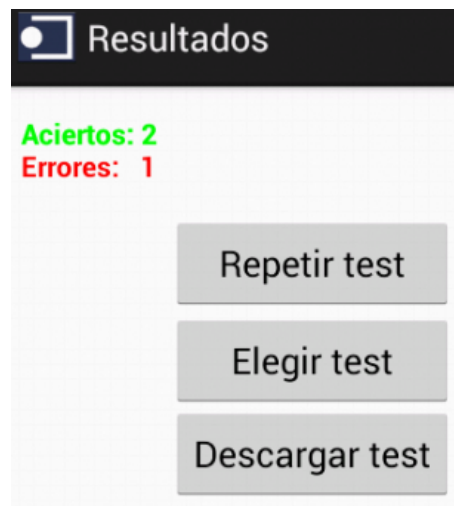 Resultados
Aciertos: 2
Errores: 1
Repetir test
Elegir test
Descargar test